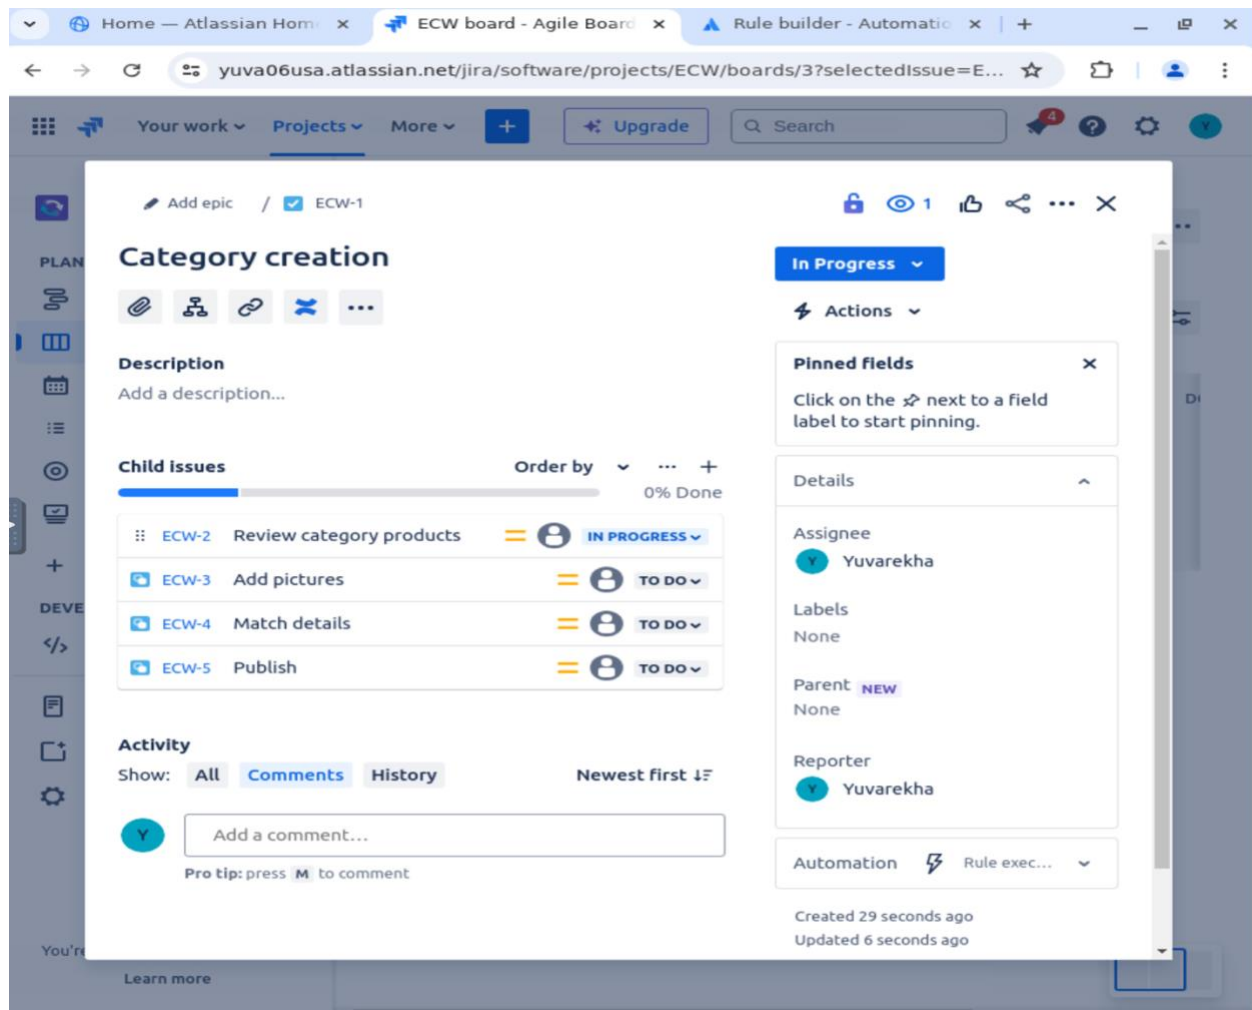 Home — Atlassian Hom
ECW board - Agile Board
Rule builder - Automatio
yuva06usa.atlassian.net/jira/software/projects/ECW/boards/3?selectedIssue=E...
Your work
Projects
More
Upgrade
Search
4
Y
Add epic / ECW-1
1
Category creation
In Progress
Actions
PLAN
Description
Add a description...
Pinned fields
Click on the next to a field
label to start pinning.
Child issues
Order by
0% Done
Details
ECW-2 Review category products IN PROGRESS
ECW-3 Add pictures TO DO
ECW-4 Match details TO DO
ECW-5 Publish TO DO
Assignee
Y Yuvarekha
Labels
None
Parent NEW
None
Reporter
Y Yuvarekha
DEVE
Activity
Show: All Comments History Newest first
Y Add a comment...
Pro tip: press M to comment
Automation Rule exec...
Created 29 seconds ago
Updated 6 seconds ago
You're
Learn more